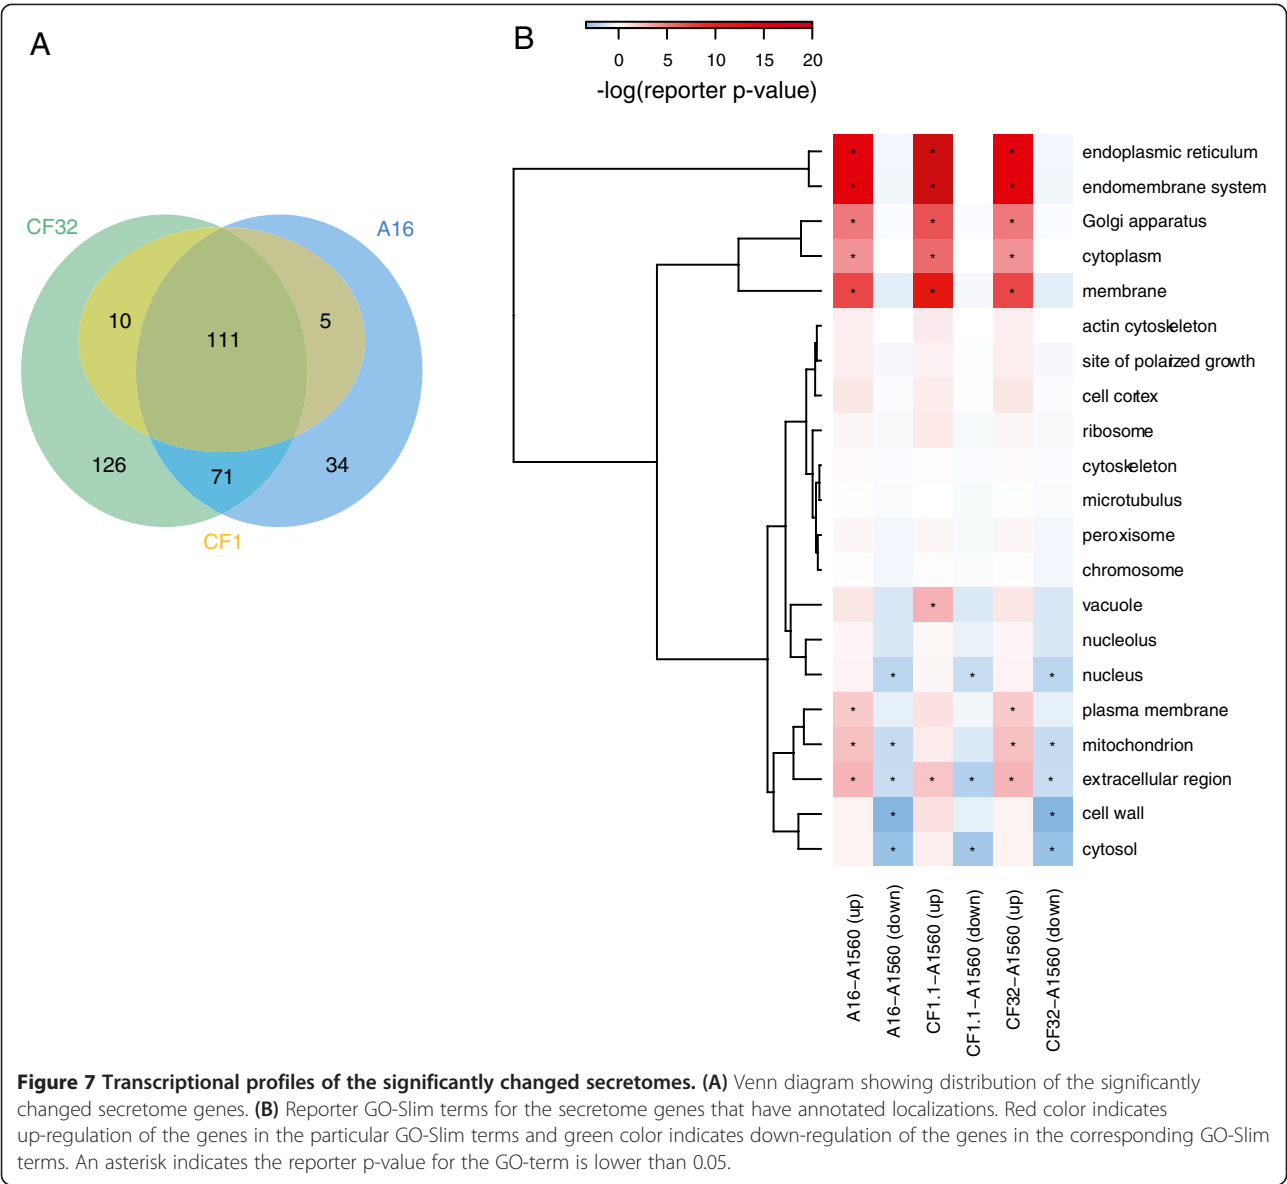 A
B
0 5 10 15 20
-log(reporter p-value)
CF32
A16
10
111
5
126
71
34
CF1
endoplasmic reticulum
endomembrane system
Golgi apparatus
cytoplasm
membrane
actin cytoskeleton
site of polarized growth
cell cortex
ribosome
cytoskeleton
microtubulus
peroxisome
chromosome
vacuole
nucleolus
nucleus
plasma membrane
mitochondrion
extracellular region
cell wall
cytosol
A16−A1560 (up)
A16−A1560 (down)
CF1.1−A1560 (up)
CF1.1−A1560 (down)
CF32−A1560 (up)
CF32−A1560 (down)
Figure 7 Transcriptional profiles of the significantly changed secretomes. (A) Venn diagram showing distribution of the significantly
changed secretome genes. (B) Reporter GO-Slim terms for the secretome genes that have annotated localizations. Red color indicates
up-regulation of the genes in the particular GO-Slim terms and green color indicates down-regulation of the genes in the corresponding GO-Slim
terms. An asterisk indicates the reporter p-value for the GO-term is lower than 0.05.